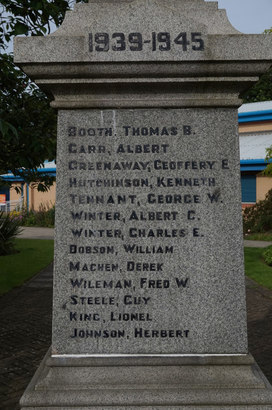 1939-1945
BOOTH, THOMAS B.
CARR, ALBERT
GREENAWAY, GEOFFERY E
HUTCHINSON, KENNETH
TENNANT, GEORGE W.
WINTER, ALBERT C.
WINTER, CHARLES E.
DOBSON, WILLIAM
MACHEN, DEREK
WILEMAN, FRED W
STEELE, GUY
KING, LIONEL
JOHNSON, HERBERT